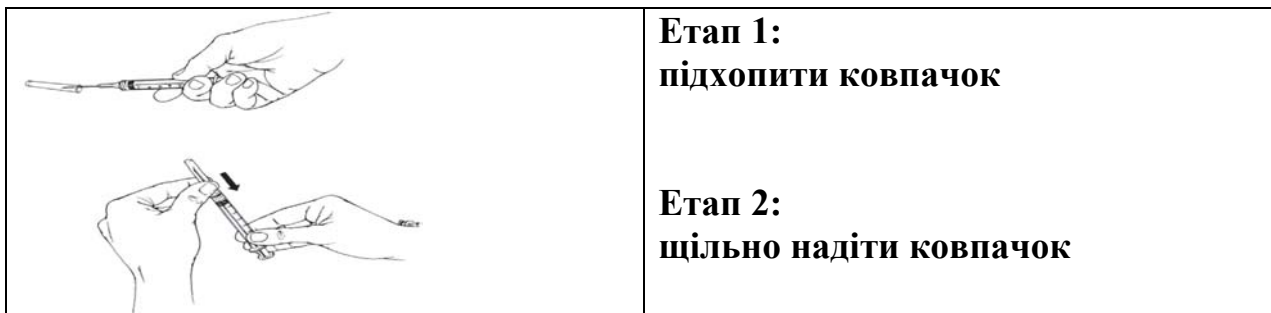 Етап 1:
підхопити ковпачок
Етап 2:
щільно надіти ковпачок